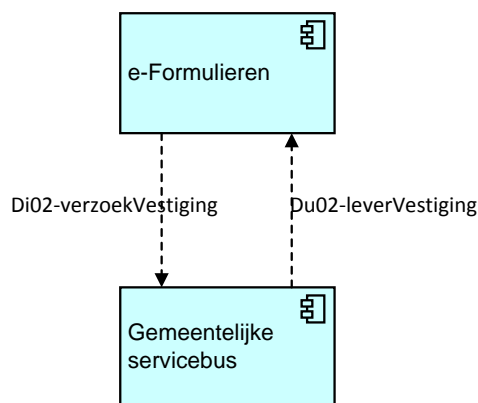 e-Formulieren
Di02-verzoekVestiging
Du02-leverVestiging
Gemeentelijke
servicebus